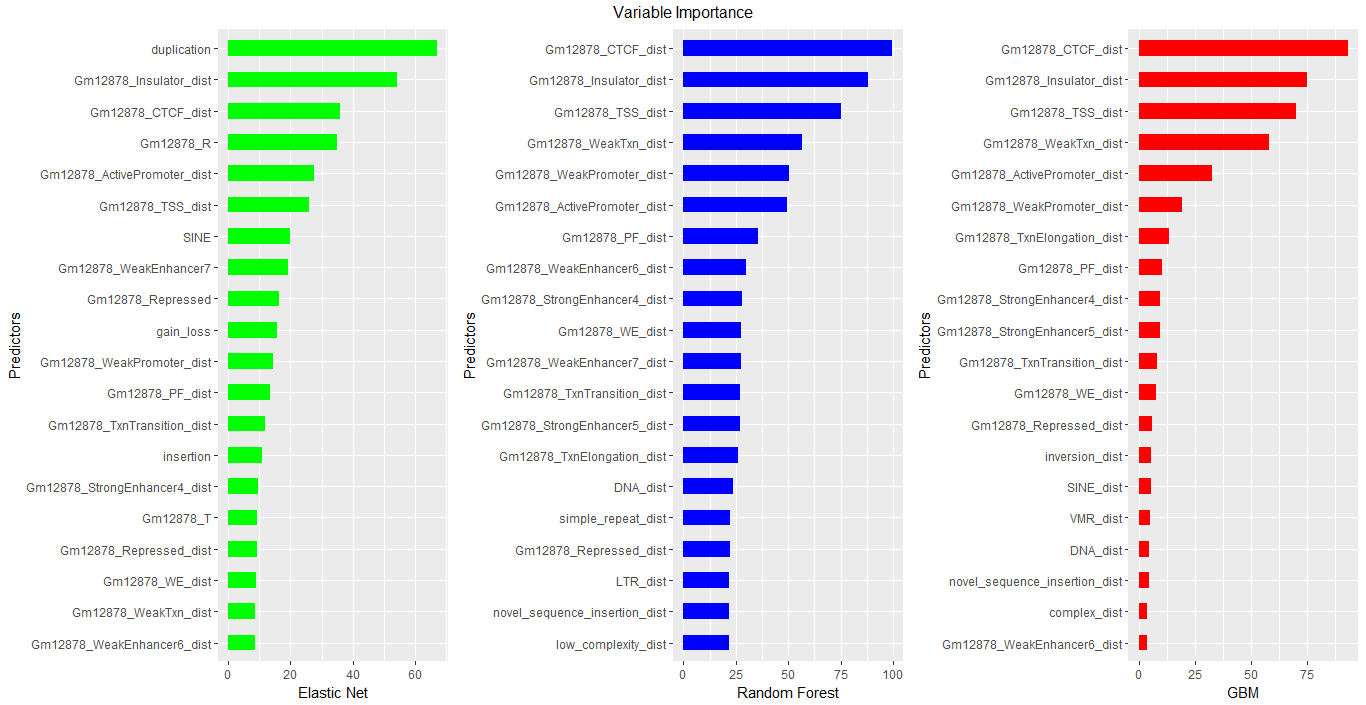 Variable Importance
Predictors
duplication
Gm12878_Insulator_dist
Gm12878_CTCF_dist
Gm12878_R
Gm12878_ActivePromoter_dist
Gm12878_TSS_dist
SINE
Gm12878_WeakEnhancer7
Gm12878_Repressed
gain_loss
Gm12878_WeakPromoter_dist
Gm12878_PF_dist
Gm12878_TxnTransition_dist
insertion
Gm12878_StrongEnhancer4_dist
Gm12878_T
Gm12878_Repressed_dist
Gm12878_WE_dist
Gm12878_WeakTxn_dist
Gm12878_WeakEnhancer6_dist
0 20 40 60
Elastic Net
Predictors
Gm12878_CTCF_dist
Gm12878_Insulator_dist
Gm12878_TSS_dist
Gm12878_WeakTxn_dist
Gm12878_WeakPromoter_dist
Gm12878_ActivePromoter_dist
Gm12878_PF_dist
Gm12878_WeakEnhancer6_dist
Gm12878_StrongEnhancer4_dist
Gm12878_WE_dist
Gm12878_WeakEnhancer7_dist
Gm12878_TxnTransition_dist
Gm12878_StrongEnhancer5_dist
Gm12878_TxnElongation_dist
DNA_dist
simple_repeat_dist
Gm12878_Repressed_dist
LTR_dist
novel_sequence_insertion_dist
low_complexity_dist
0 25 50 75 100
Random Forest
Predictors
Gm12878_CTCF_dist
Gm12878_Insulator_dist
Gm12878_TSS_dist
Gm12878_WeakTxn_dist
Gm12878_ActivePromoter_dist
Gm12878_WeakPromoter_dist
Gm12878_TxnElongation_dist
Gm12878_PF_dist
Gm12878_StrongEnhancer4_dist
Gm12878_StrongEnhancer5_dist
Gm12878_TxnTransition_dist
Gm12878_WE_dist
Gm12878_Repressed_dist
inversion_dist
SINE_dist
VMR_dist
DNA_dist
novel_sequence_insertion_dist
complex_dist
Gm12878_WeakEnhancer6_dist
0 25 50 75
GBM